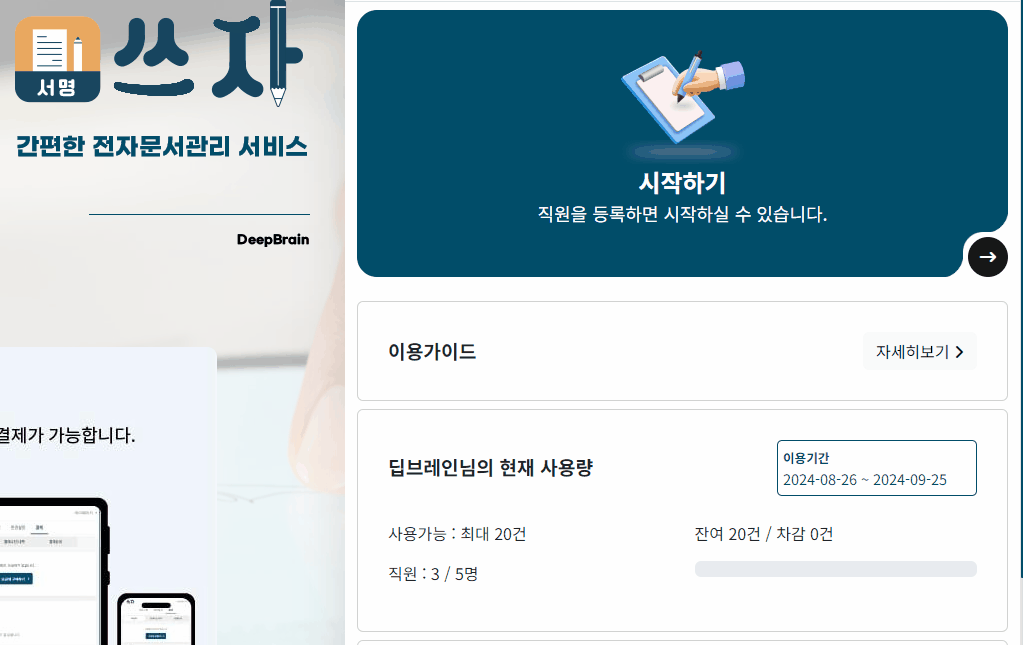 서명
쓰자
간편한 전자문서관리 서비스
DeepBrain
결제가 가능합니다.
시작하기
직원을 등록하면 시작하실 수 있습니다.
이용가이드
자세히보기
딥브레인님의 현재 사용량
이용기간
2024-08-26 ~ 2024-09-25
사용가능 : 최대 20건
잔여 20건 / 차감 0건
직원 : 3 / 5명